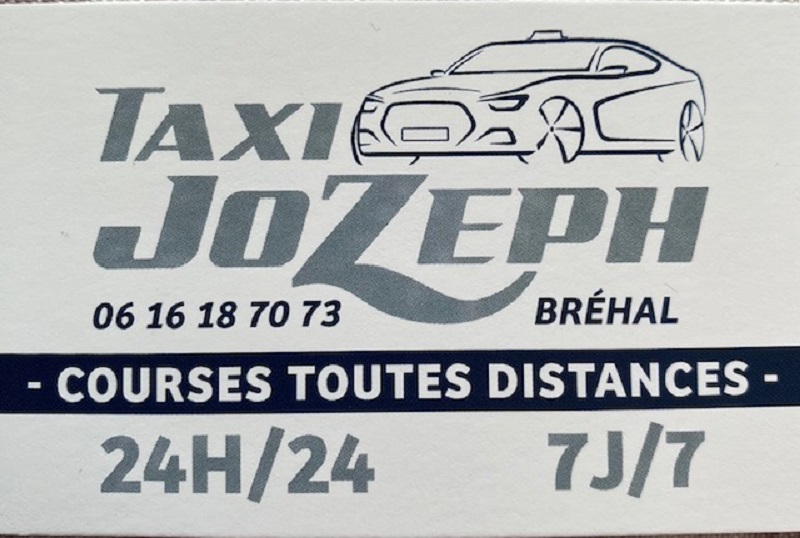 TAXI
JOZEPH
06 16 18 70 73 BRÉHAL
- COURSES TOUTES DISTANCES -
24H/24 7J/7